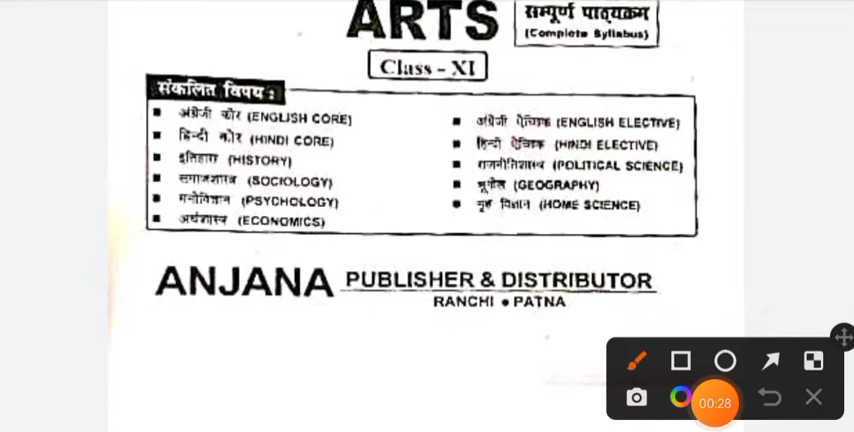 ARTS
सम्पूर्ण पाठ्यक्रम
(Complete Syllabus)
Class - XI
संकलित विषय :
▪ अंग्रेजी कोर (ENGLISH CORE)
▪ हिन्दी कोर (HINDI CORE)
▪ इतिहास (HISTORY)
▪ समाजशास्त्र (SOCIOLOGY)
▪ मनोविज्ञान (PSYCHOLOGY)
▪ अर्थशास्त्र (ECONOMICS)
▪ अंग्रेजी ऐच्छिक (ENGLISH ELECTIVE)
▪ हिन्दी ऐच्छिक (HINDI ELECTIVE)
▪ राजनीतिशास्त्र (POLITICAL SCIENCE)
▪ भूगोल (GEOGRAPHY)
▪ गृह विज्ञान (HOME SCIENCE)
ANJANA PUBLISHER & DISTRIBUTOR
RANCHI • PATNA
00:28